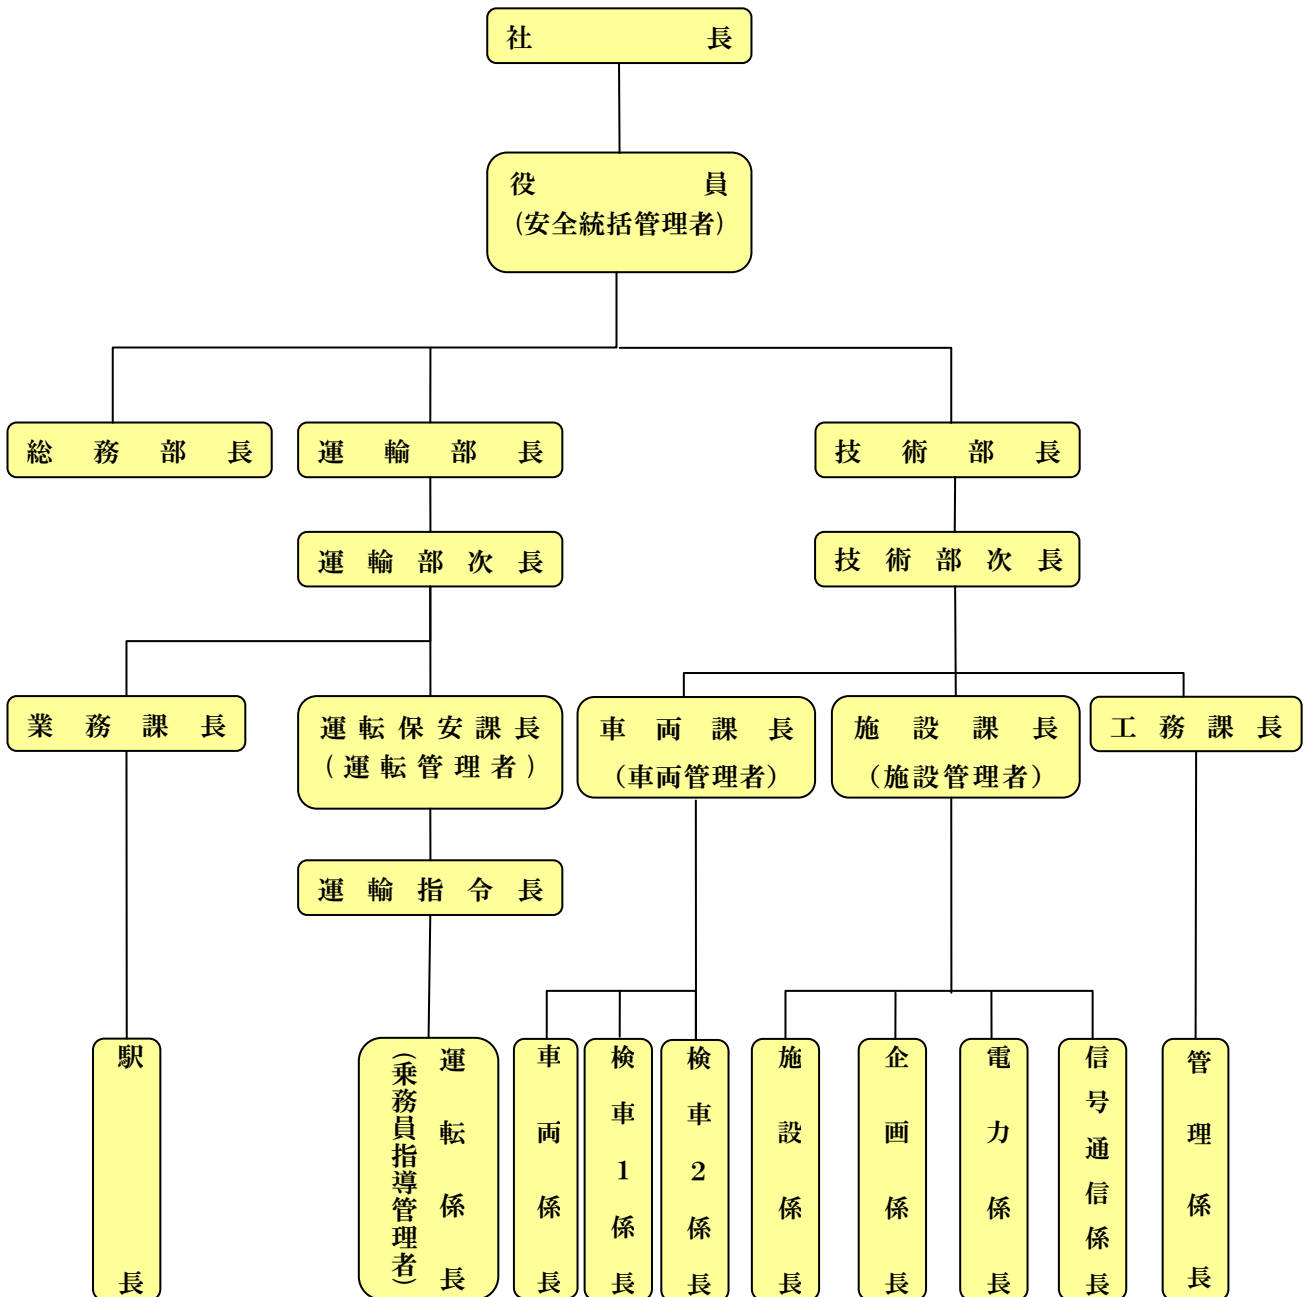 社長
役員
(安全統括管理者)
総務部長
運輸部長
技術部長
運輸部次長
技術部次長
業務課長
運転保安課長
(運転管理者)
車両課長
(車両管理者)
施設課長
(施設管理者)
工務課長
運輸指令長
駅長
運転係長
(乗務員指導管理者)
車両係長
検車1係長
検車2係長
施設係長
企画係長
電力係長
信号通信係長
管理係長